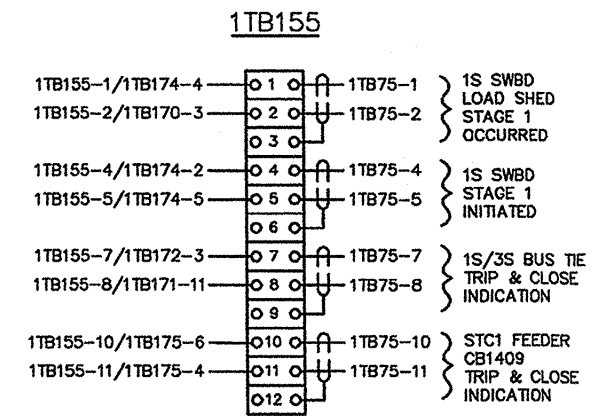 1TB155
1TB155-1/1TB174-4 1 1TB75-1
1TB155-2/1TB170-3 2 1TB75-2
3
1S SWBD
LOAD SHED
STAGE 1
OCCURRED
1TB155-4/1TB174-2 4 1TB75-4
1TB155-5/1TB174-5 5 1TB75-5
6
1S SWBD
STAGE 1
INITIATED
1TB155-7/1TB172-3 7 1TB75-7
1TB155-8/1TB171-11 8 1TB75-8
9
1S/3S BUS TIE
TRIP & CLOSE
INDICATION
1TB155-10/1TB175-6 10 1TB75-10
1TB155-11/1TB175-4 11 1TB75-11
12
STC1 FEEDER
CB1409
TRIP & CLOSE
INDICATION